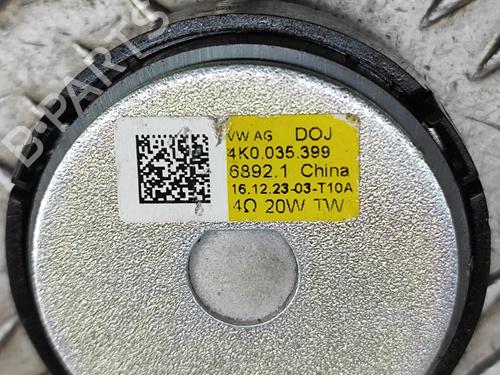 B-PARTS
VW AG DOJ
4K0.035.399
6892.1 China
16.12.23-03-T10A
4Ω 20W TW